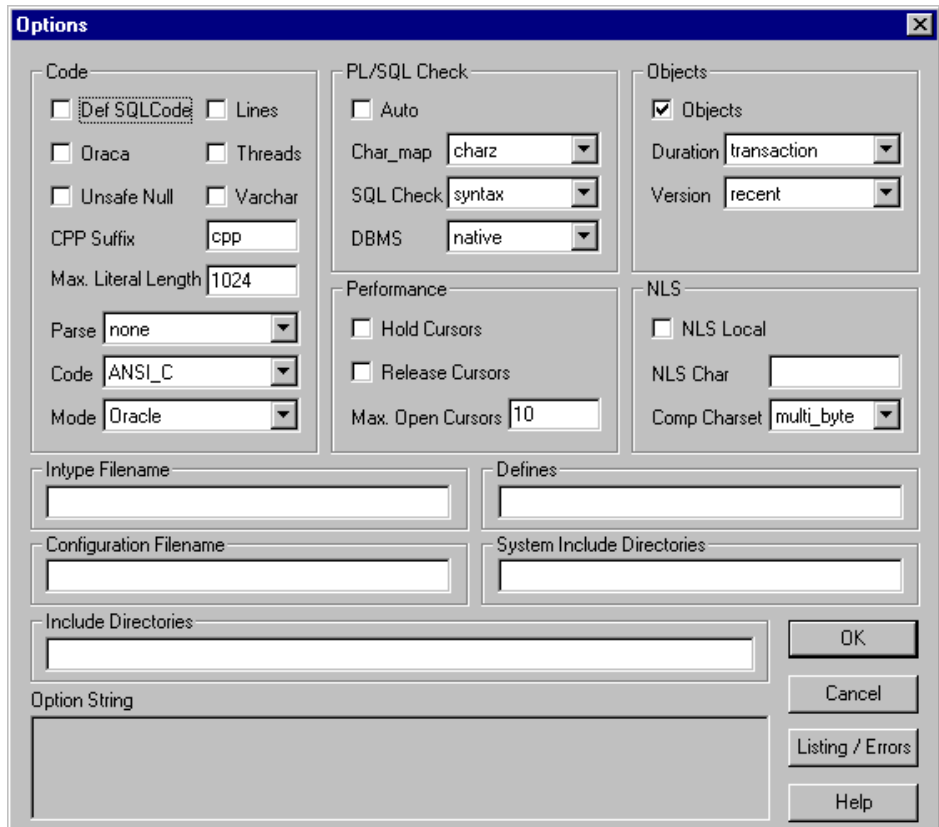 Options
Code
Def SQLCode
Lines
Oraca
Threads
Unsafe Null
Varchar
CPP Suffix cpp
Max. Literal Length 1024
Parse none
Code ANSI_C
Mode Oracle
PL/SQL Check
Auto
Char_map charz
SQL Check syntax
DBMS native
Objects
Objects
Duration transaction
Version recent
Performance
Hold Cursors
Release Cursors
Max. Open Cursors 10
NLS
NLS Local
NLS Char
Comp Charset multi_byte
Intype Filename
Defines
Configuration Filename
System Include Directories
Include Directories
Option String
OK
Cancel
Listing / Errors
Help